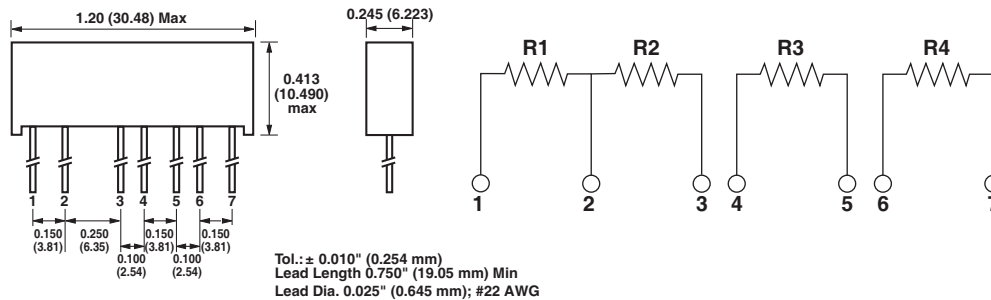 1.20 (30.48) Max
0.245 (6.223)
0.413
(10.490)
max
1 2 3 4 5 6 7
0.150
(3.81)
0.250
(6.35)
0.100
(2.54)
0.150
(3.81)
0.100
(2.54)
0.150
(3.81)
Tol.: ± 0.010" (0.254 mm)
Lead Length 0.750" (19.05 mm) Min
Lead Dia. 0.025" (0.645 mm); #22 AWG
R1 R2 R3 R4
1 2 3 4 5 6 7